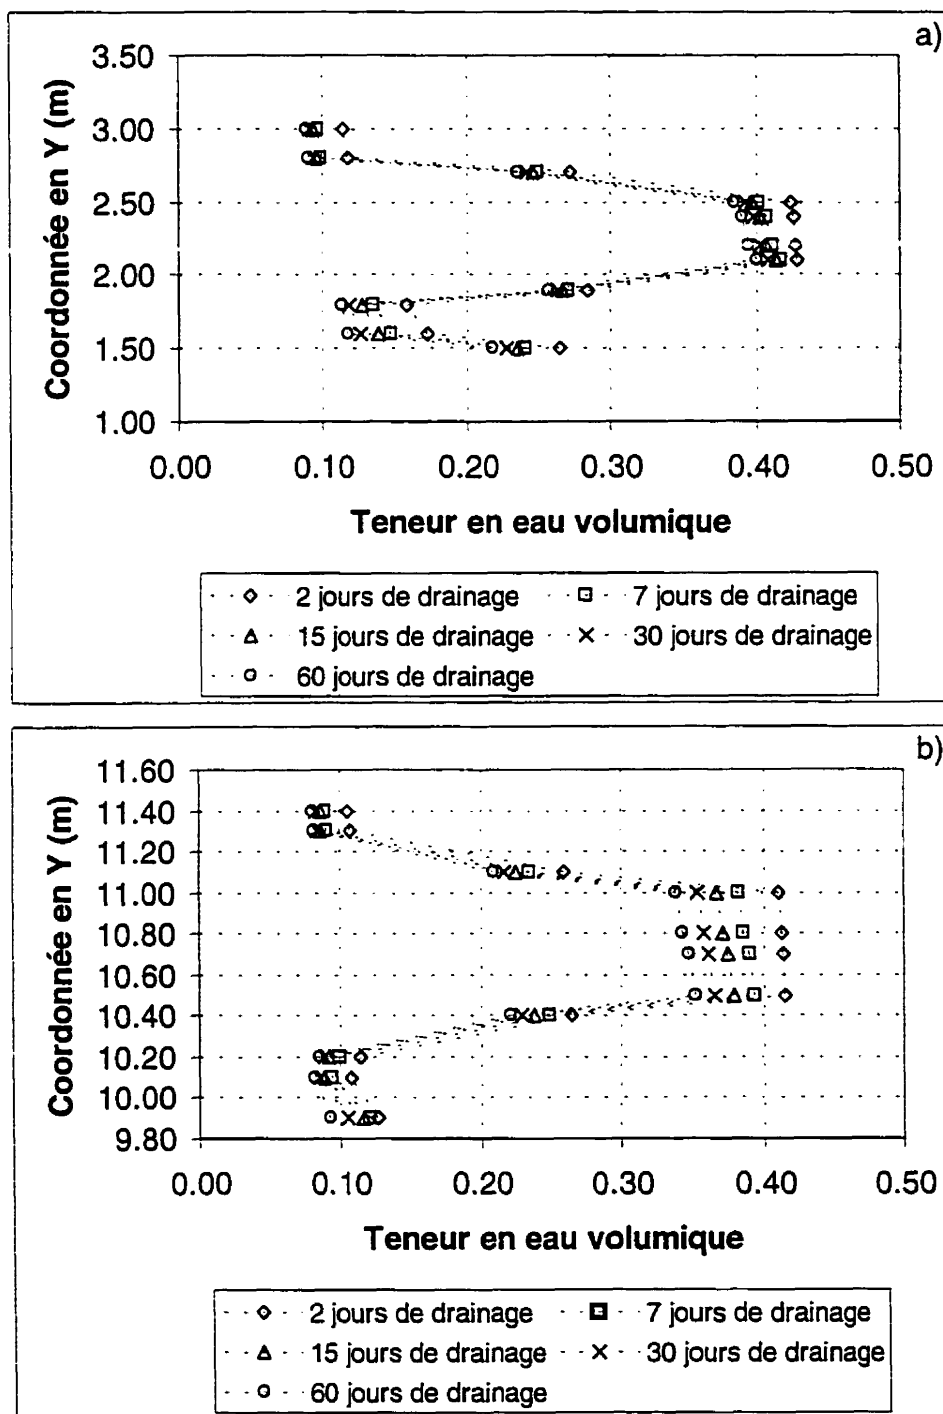 a)
3.50
3.00
2.50
2.00
1.50
1.00
Coordonnée en Y (m)
0.00 0.10 0.20 0.30 0.40 0.50
Teneur en eau volumique
2 jours de drainage 7 jours de drainage
15 jours de drainage 30 jours de drainage
60 jours de drainage
b)
11.60
11.40
11.20
11.00
10.80
10.60
10.40
10.20
10.00
9.80
Coordonnée en Y (m)
0.00 0.10 0.20 0.30 0.40 0.50
Teneur en eau volumique
2 jours de drainage 7 jours de drainage
15 jours de drainage 30 jours de drainage
60 jours de drainage